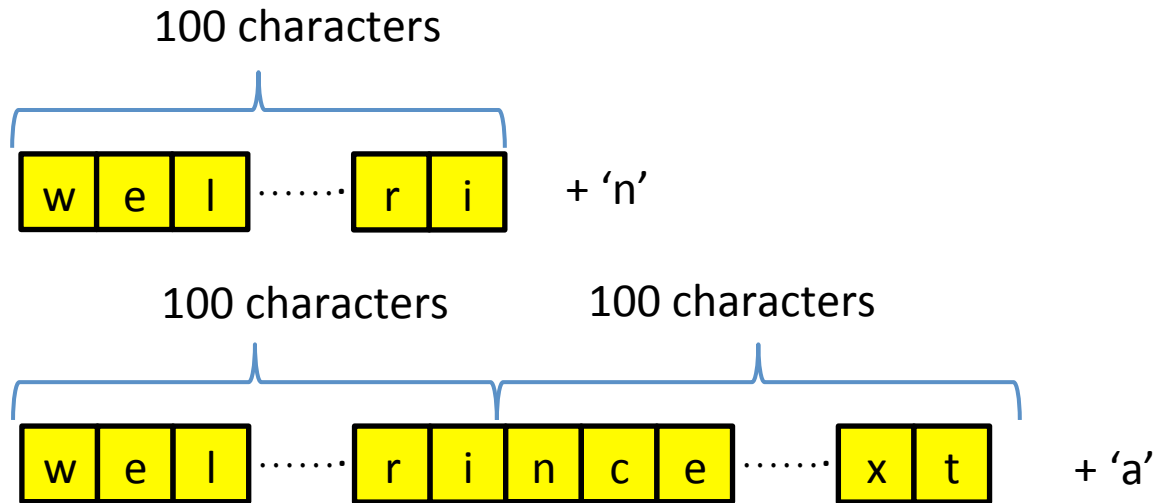 100 characters
w e l ....... r i + ‘n’
100 characters 100 characters
w e l ....... r i n c e ....... x t + ‘a’